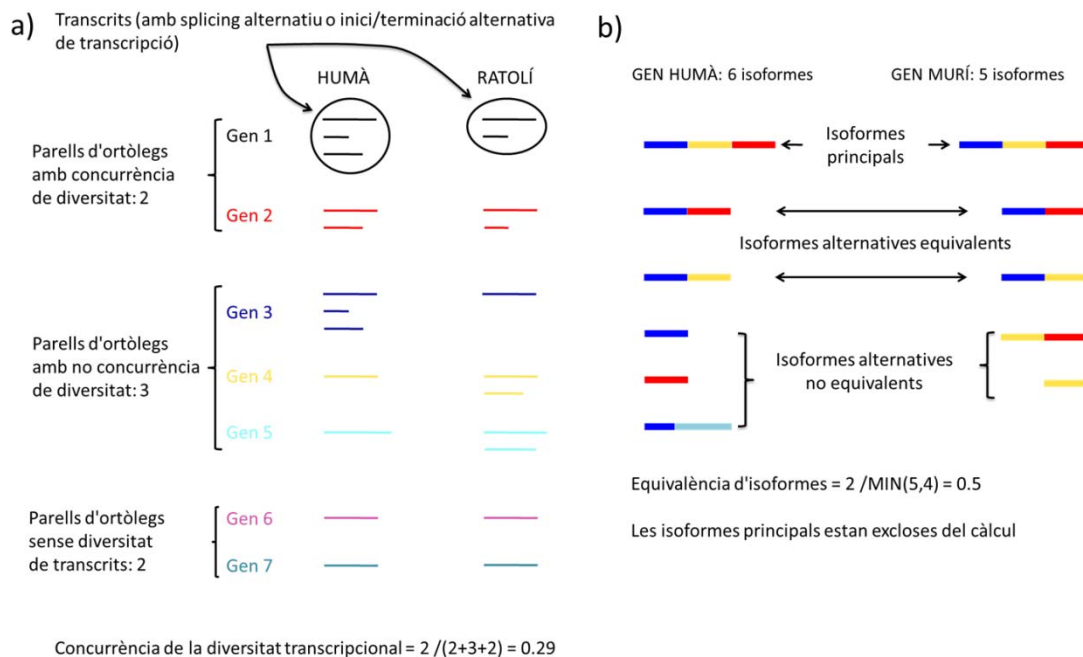 a)
Transcrits (amb splicing alternatiu o inici/terminació alternativa
de transcripció)
HUMÀ
RATOLÍ
Parells d'ortòlegs
amb concurrència
de diversitat: 2
Gen 1
Gen 2
Parells d'ortòlegs
amb no concurrència
de diversitat: 3
Gen 3
Gen 4
Gen 5
Parells d'ortòlegs
sense diversitat
de transcrits: 2
Gen 6
Gen 7
Concurrència de la diversitat transcripcional = 2 /(2+3+2) = 0.29
b)
GEN HUMÀ: 6 isoformes
GEN MURÍ: 5 isoformes
Isoformes
principals
Isoformes alternatives equivalents
Isoformes alternatives
no equivalents
Equivalència d'isoformes = 2 /MIN(5,4) = 0.5
Les isoformes principals estan excloses del càlcul